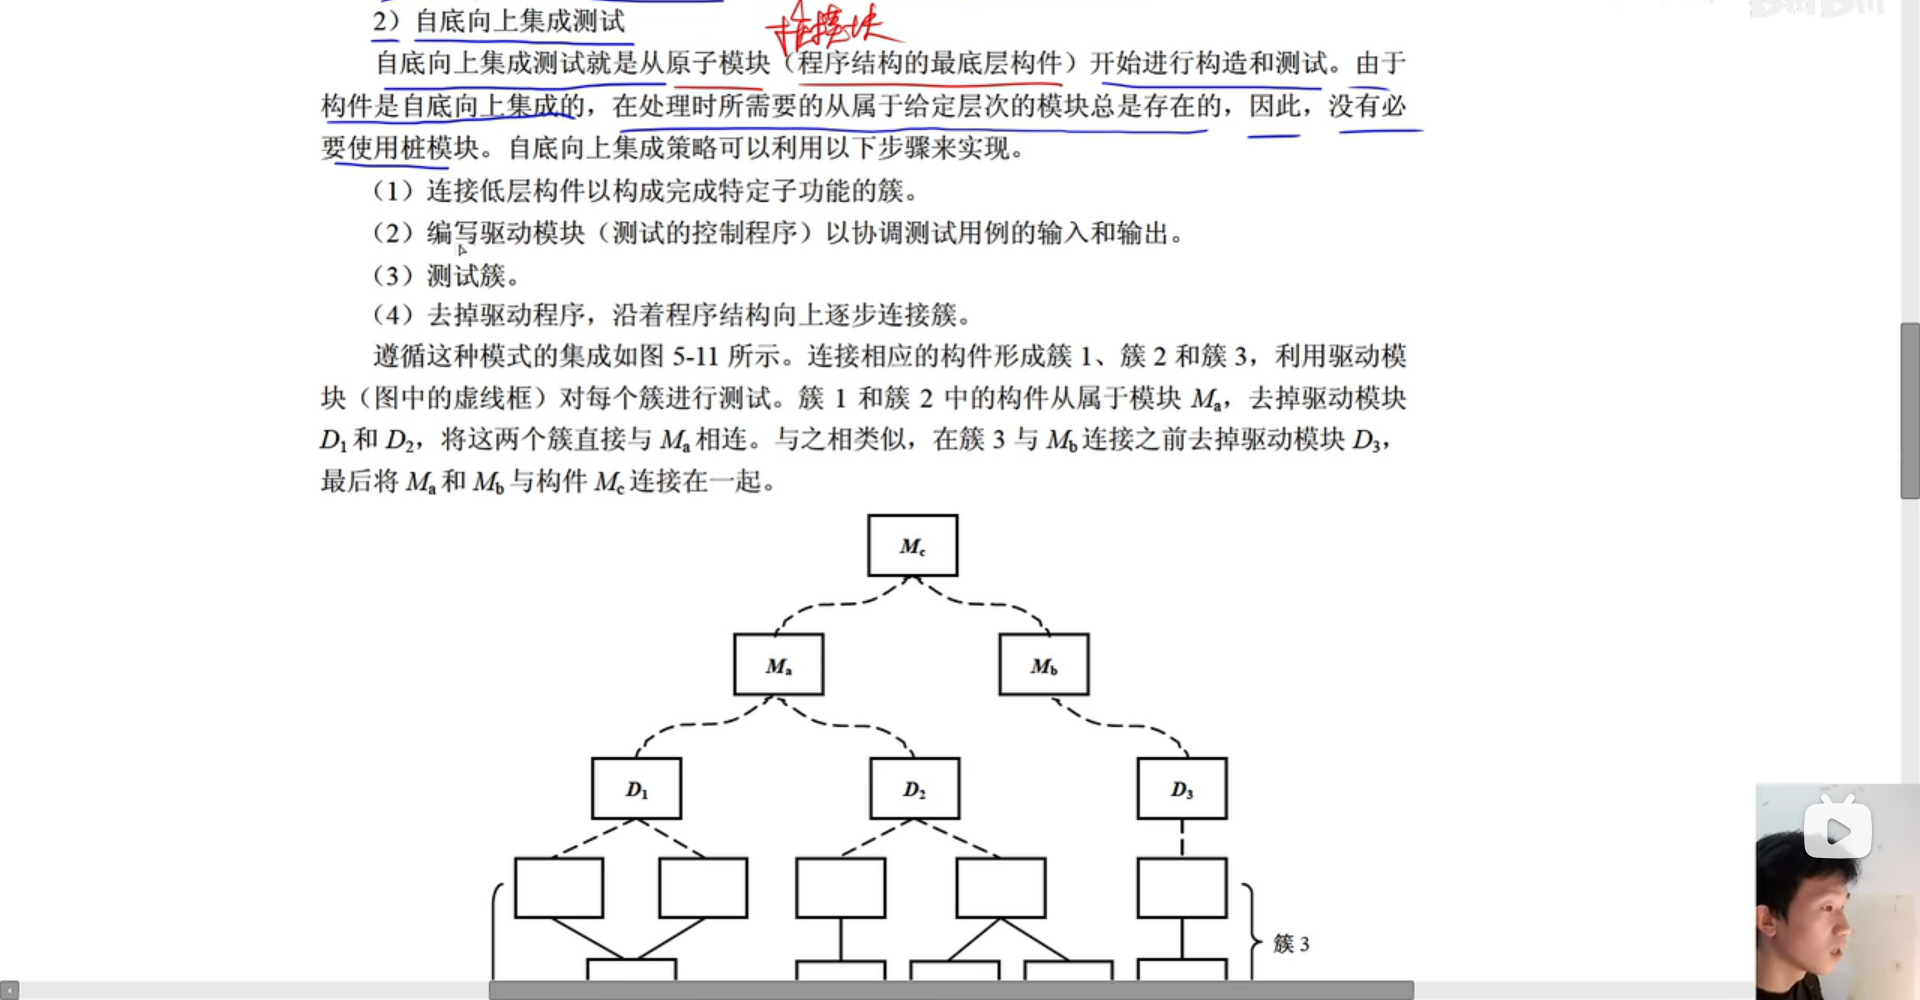 2）自底向上集成测试
桩模块
自底向上集成测试就是从原子模块（程序结构的最底层构件）开始进行构造和测试。由于
构件是自底向上集成的，在处理时所需要的从属于给定层次的模块总是存在的，因此，没有必
要使用桩模块。自底向上集成策略可以利用以下步骤来实现。
（1）连接低层构件以构成完成特定子功能的簇。
（2）编写驱动模块（测试的控制程序）以协调测试用例的输入和输出。
（3）测试簇。
（4）去掉驱动程序，沿着程序结构向上逐步连接簇。
遵循这种模式的集成如图 5-11 所示。连接相应的构件形成簇 1、簇 2 和簇 3，利用驱动模
块（图中的虚线框）对每个簇进行测试。簇 1 和簇 2 中的构件从属于模块 Ma，去掉驱动模块
D1 和 D2，将这两个簇直接与 Ma 相连。与之相类似，在簇 3 与 Mb 连接之前去掉驱动模块 D3，
最后将 Ma 和 Mb 与构件 Mc 连接在一起。
Mc
Ma
Mb
D1
D2
D3
簇 3